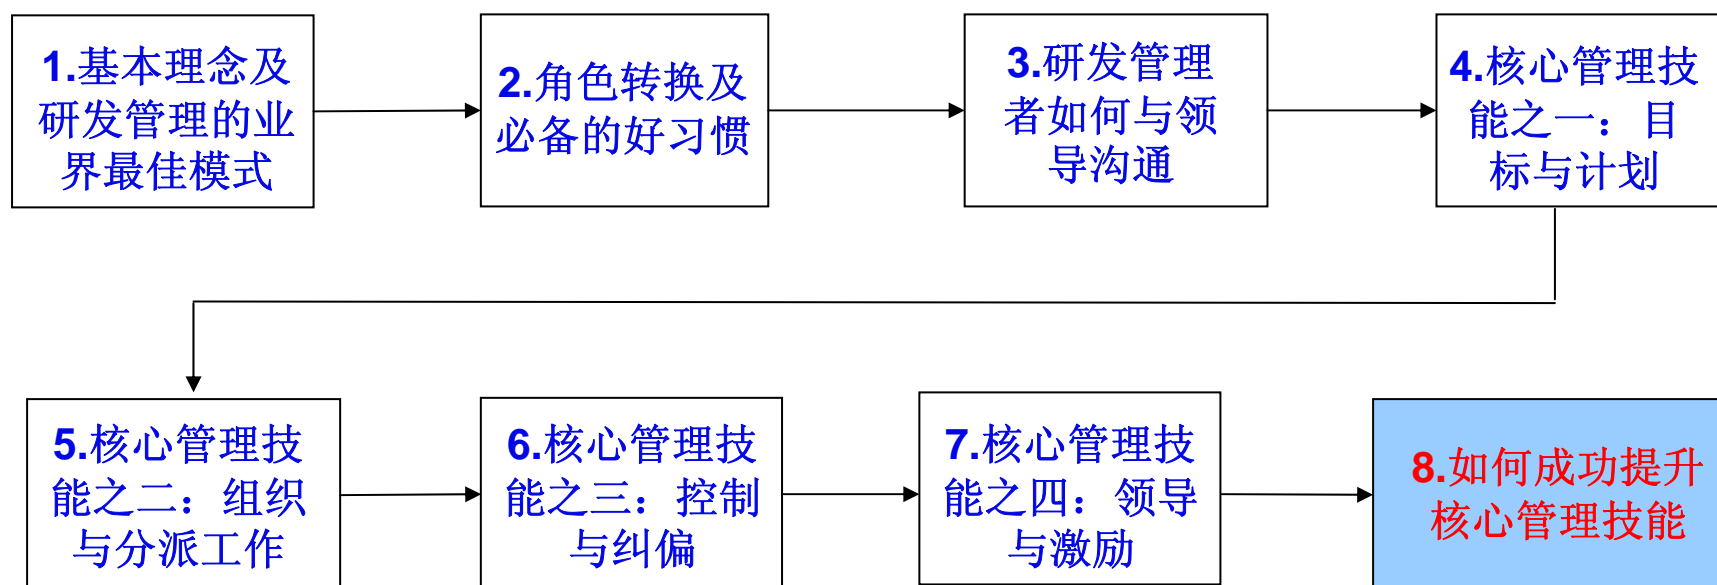 1.基本理念及
研发管理的业
界最佳模式
2.角色转换及
必备的好习惯
3.研发管理
者如何与领
导沟通
4.核心管理技
能之一：目
标与计划
5.核心管理技
能之二：组织
与分派工作
6.核心管理技
能之三：控制
与纠偏
7.核心管理技
能之四：领导
与激励
8.如何成功提升
核心管理技能